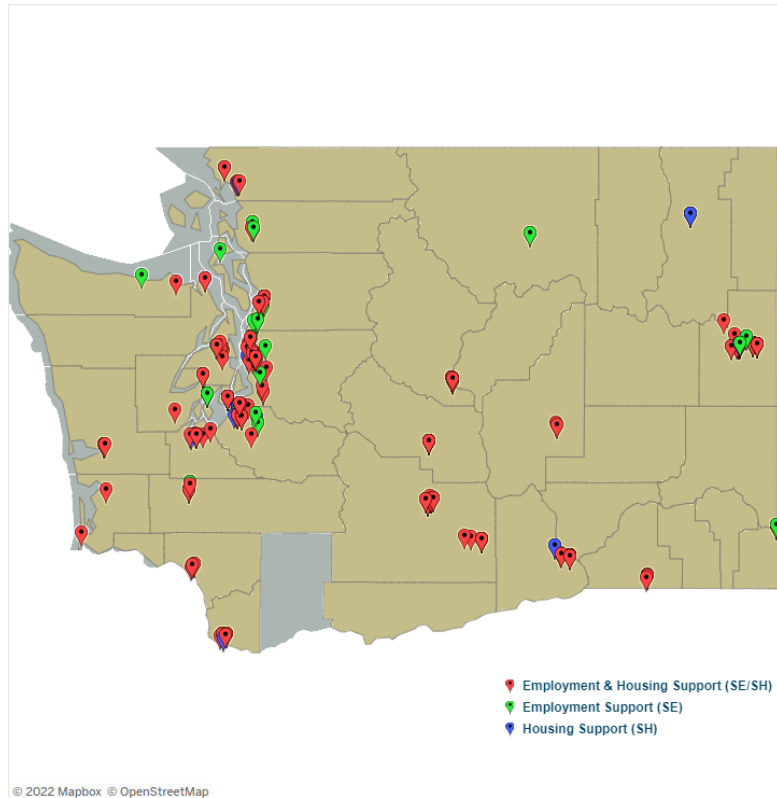 Employment & Housing Support (SE/SH)
Employment Support (SE)
Housing Support (SH)
© 2022 Mapbox © OpenStreetMap